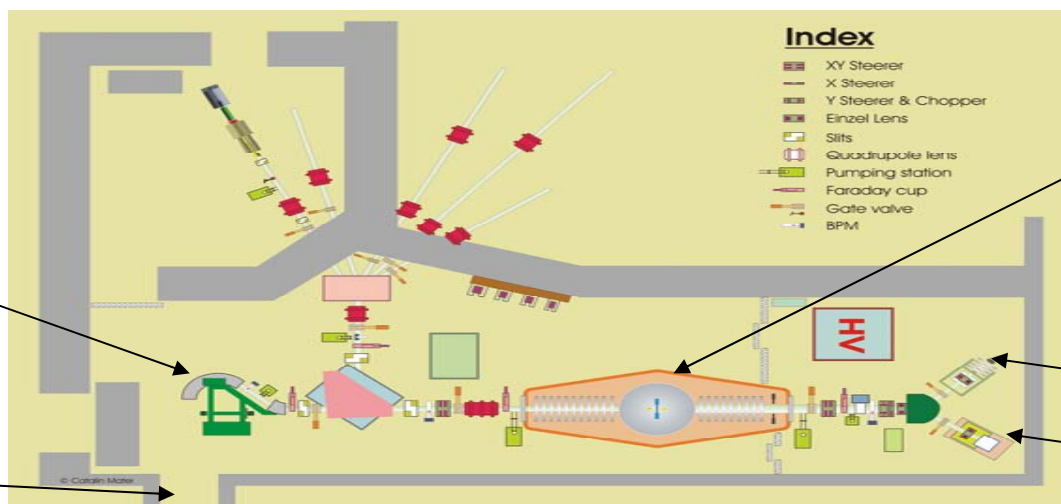 Index
XY Steerer
X Steerer
Y Steerer & Chopper
Einzel Lens
Slits
Quadrupole lens
Pumping station
Faraday cup
Gate valve
BPM
HV
© Catalin Matei